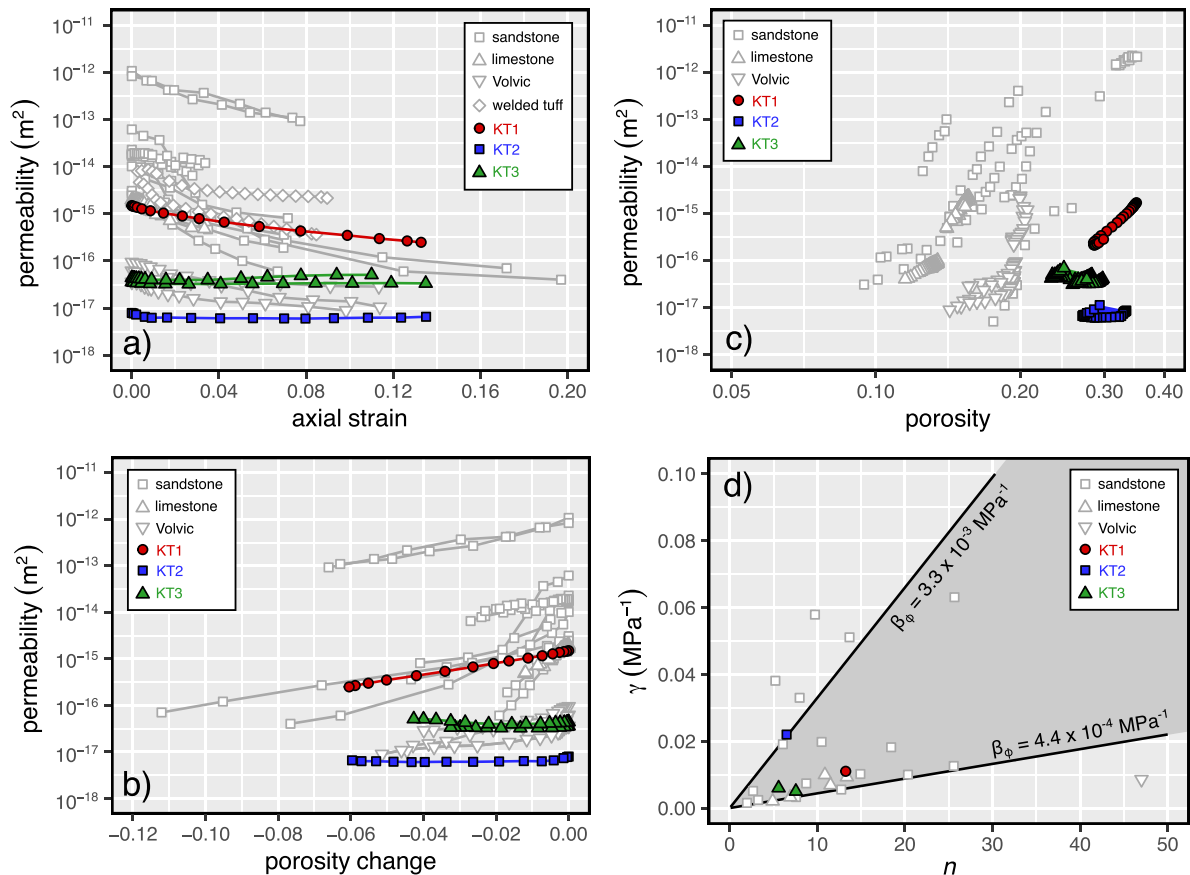 10⁻¹¹
10⁻¹²
10⁻¹³
10⁻¹⁴
10⁻¹⁵
10⁻¹⁶
10⁻¹⁷
10⁻¹⁸
permeability (m²)
sandstone
limestone
Volvic
welded tuff
KT1
KT2
KT3
a)
0.00 0.04 0.08 0.12 0.16 0.20
axial strain
10⁻¹¹
10⁻¹²
10⁻¹³
10⁻¹⁴
10⁻¹⁵
10⁻¹⁶
10⁻¹⁷
10⁻¹⁸
permeability (m²)
sandstone
limestone
Volvic
KT1
KT2
KT3
c)
0.05 0.10 0.20 0.30 0.40
porosity
10⁻¹¹
10⁻¹²
10⁻¹³
10⁻¹⁴
10⁻¹⁵
10⁻¹⁶
10⁻¹⁷
10⁻¹⁸
permeability (m²)
sandstone
limestone
Volvic
KT1
KT2
KT3
b)
−0.12 −0.10 −0.08 −0.06 −0.04 −0.02 0.00
porosity change
0.10
0.08
0.06
0.04
0.02
0.00
γ (MPa⁻¹)
d)
sandstone
limestone
Volvic
KT1
KT2
KT3
βϕ = 3.3 x 10⁻³ MPa⁻¹
βϕ = 4.4 x 10⁻⁴ MPa⁻¹
0 10 20 30 40 50
n